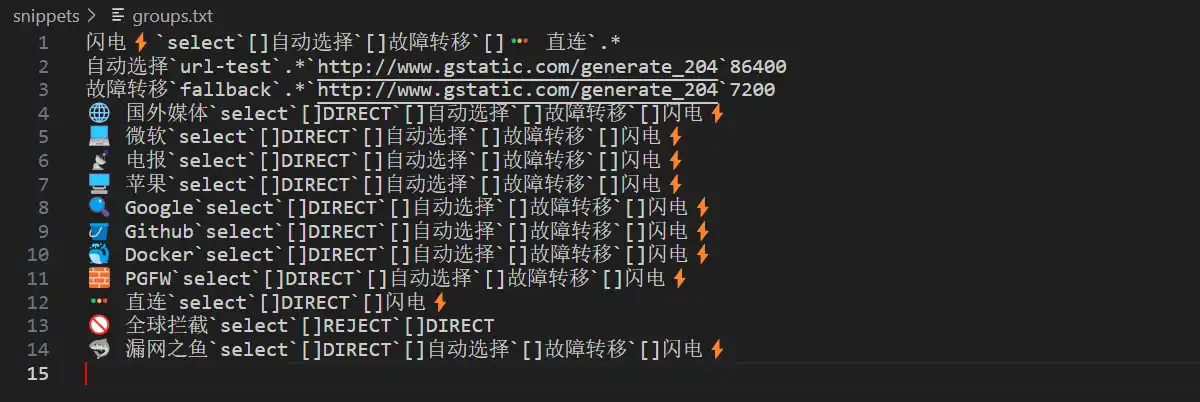 snippets > groups.txt
1 闪电⚡`select`[]自动选择`[]故障转移`[]🚥 直连`.*
2 自动选择`url-test`.*`http://www.gstatic.com/generate_204`86400
3 故障转移`fallback`.*`http://www.gstatic.com/generate_204`7200
4 🌐 国外媒体`select`[]DIRECT`[]自动选择`[]故障转移`[]闪电⚡
5 💻 微软`select`[]DIRECT`[]自动选择`[]故障转移`[]闪电⚡
6 📡 电报`select`[]DIRECT`[]自动选择`[]故障转移`[]闪电⚡
7 🖥 苹果`select`[]DIRECT`[]自动选择`[]故障转移`[]闪电⚡
8 🔍 Google`select`[]DIRECT`[]自动选择`[]故障转移`[]闪电⚡
9 Github`select`[]DIRECT`[]自动选择`[]故障转移`[]闪电⚡
10 🐳 Docker`select`[]DIRECT`[]自动选择`[]故障转移`[]闪电⚡
11 🧱 PGFW`select`[]DIRECT`[]自动选择`[]故障转移`[]闪电⚡
12 🚥 直连`select`[]DIRECT`[]闪电⚡
13 🚫 全球拦截`select`[]REJECT`[]DIRECT
14 🦈 漏网之鱼`select`[]DIRECT`[]自动选择`[]故障转移`[]闪电⚡
15